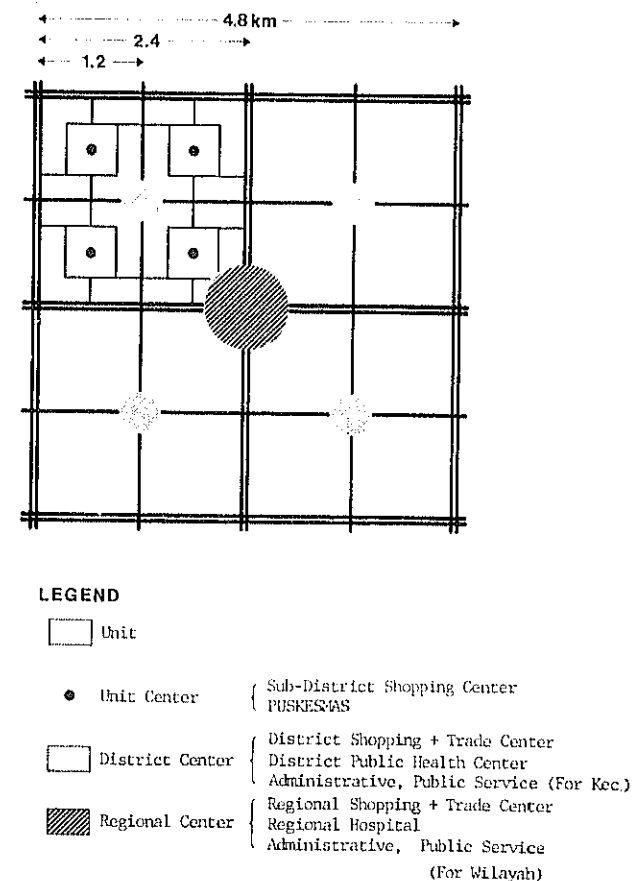 4.8 km
2.4
1.2
LEGEND
Unit
Unit Center { Sub-District Shopping Center
PUSKESMAS
District Center { District Shopping + Trade Center
District Public Health Center
Administrative, Public Service (For Kec.)
Regional Center { Regional Shopping + Trade Center
Regional Hospital
Administrative, Public Service
(For Wilayah)